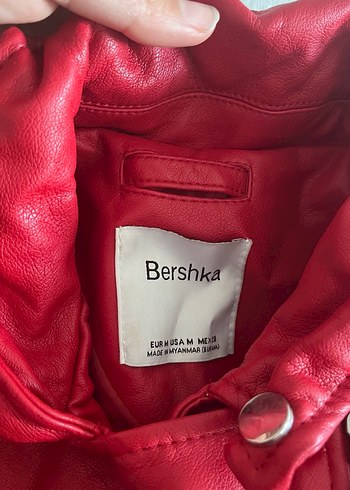 Bershka
EUR M USA M MEX 28
MADE IN MYANMAR (BURMA)